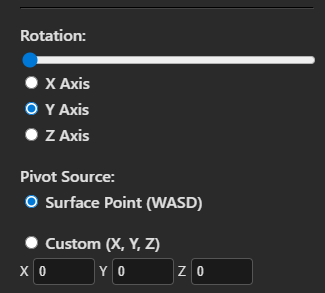 Rotation:
X Axis
Y Axis
Z Axis
Pivot Source:
Surface Point (WASD)
Custom (X, Y, Z)
X 0 Y 0 Z 0